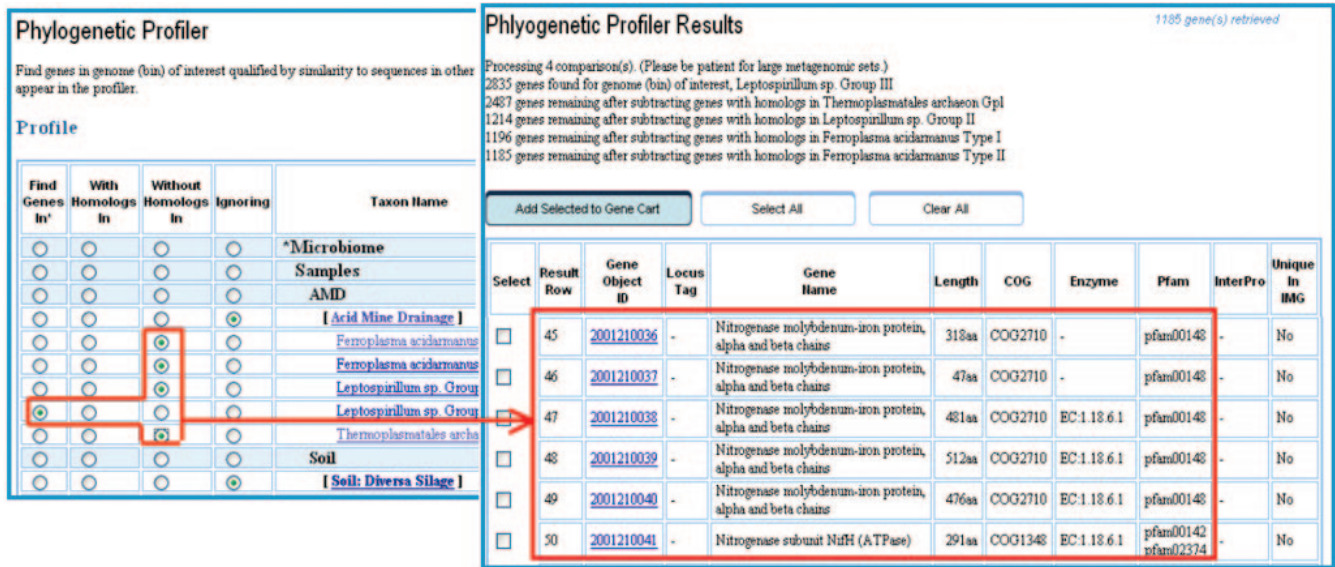 Phylogenetic Profiler
Find genes in genome (bin) of interest qualified by similarity to sequences in other
appear in the profiler.
Profile
Find Genes In* With Homologs In Without Homologs In Ignoring Taxon Name
*Microbiome
Samples
AMD
[ Acid Mine Drainage ]
Ferroplasma acidarmanus
Ferroplasma acidarmanus
Leptospirillum sp. Group
Leptospirillum sp. Group
Thermoplasmatales archa
Soil
[ Soil: Diversa Silage ]
Phlyogenetic Profiler Results
1185 gene(s) retrieved
Processing 4 comparison(s). (Please be patient for large metagenomic sets.)
2835 genes found for genome (bin) of interest, Leptospirillum sp. Group III
2487 genes remaining after subtracting genes with homologs in Thermoplasmatales archaeon Gpl
1214 genes remaining after subtracting genes with homologs in Leptospirillum sp. Group II
1196 genes remaining after subtracting genes with homologs in Ferroplasma acidarmanus Type I
1185 genes remaining after subtracting genes with homologs in Ferroplasma acidarmanus Type II
Add Selected to Gene Cart Select All Clear All
Select Result Row Gene Object ID Locus Tag Gene Name Length COG Enzyme Pfam InterPro Unique In IMG
45 2001210036 - Nitrogenase molybdenum-iron protein, alpha and beta chains 318aa COG2710 - pfam00148 - No
46 2001210037 - Nitrogenase molybdenum-iron protein, alpha and beta chains 47aa COG2710 - pfam00148 - No
47 2001210038 - Nitrogenase molybdenum-iron protein, alpha and beta chains 481aa COG2710 EC:1.18.6.1 pfam00148 - No
48 2001210039 - Nitrogenase molybdenum-iron protein, alpha and beta chains 512aa COG2710 EC:1.18.6.1 pfam00148 - No
49 2001210040 - Nitrogenase molybdenum-iron protein, alpha and beta chains 476aa COG2710 EC:1.18.6.1 pfam00148 - No
50 2001210041 - Nitrogenase subunit NifH (ATPase) 291aa COG1348 EC:1.18.6.1 pfam00142 pfam02374 - No